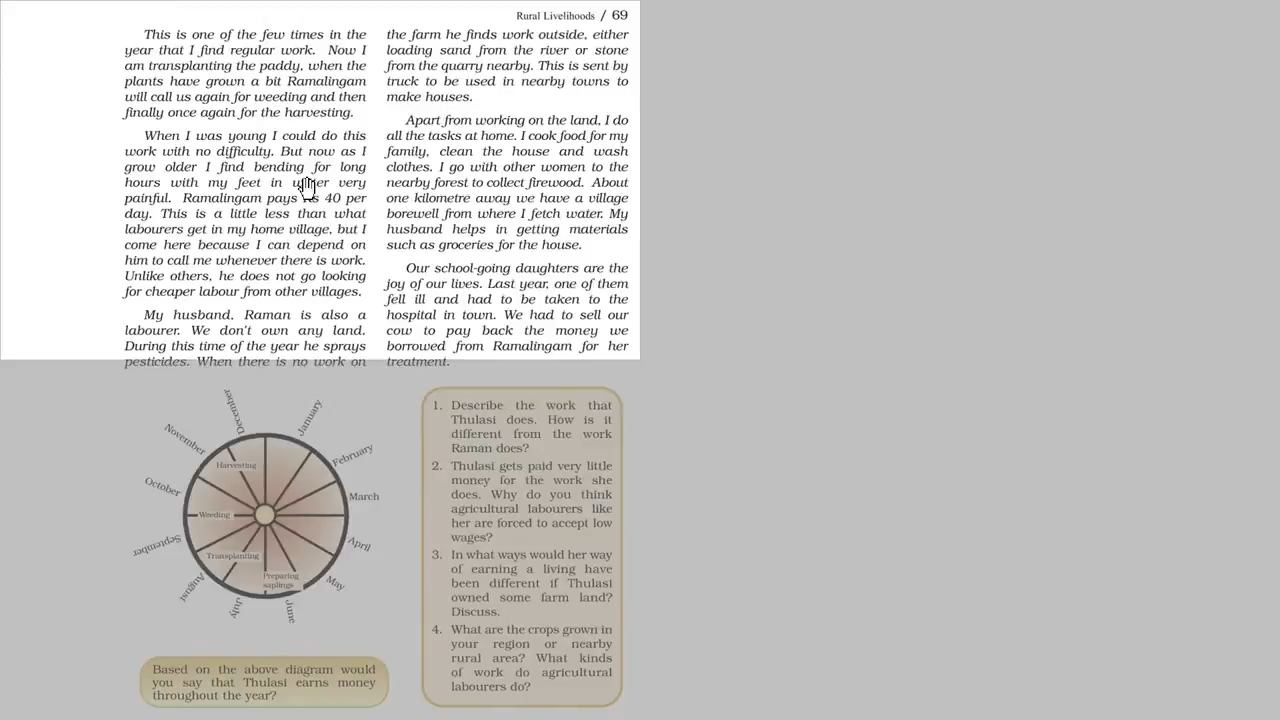 Rural Livelihoods / 69
This is one of the few times in the
year that I find regular work. Now I
am transplanting the paddy, when the
plants have grown a bit Ramalingam
will call us again for weeding and then
finally once again for the harvesting.
When I was young I could do this
work with no difficulty. But now as I
grow older I find bending for long
hours with my feet in very
painful. Ramalingam pays 40 per
day. This is a little less than what
labourers get in my home village, but I
come here because I can depend on
him to call me whenever there is work.
Unlike others, he does not go looking
for cheaper labour from other villages.
My husband, Raman is also a
labourer. We don't own any land.
During this time of the year he sprays
pesticides. When there is no work on
the farm he finds work outside, either
loading sand from the river or stone
from the quarry nearby. This is sent by
truck to be used in nearby towns to
make houses.
Apart from working on the land, I do
all the tasks at home. I cook food for my
family, clean the house and wash
clothes. I go with other women to the
nearby forest to collect firewood. About
one kilometre away we have a village
borewell from where I fetch water. My
husband helps in getting materials
such as groceries for the house.
Our school-going daughters are the
joy of our lives. Last year, one of them
fell ill and had to be taken to the
hospital in town. We had to sell our
cow to pay back the money we
borrowed from Ramalingam for her
treatment.
January
February
March
April
May
June
July
August
September
October
November
December
Harvesting
Weeding
Transplanting
Preparing
saplings
Based on the above diagram would
you say that Thulasi earns money
throughout the year?
1. Describe the work that
Thulasi does. How is it
different from the work
Raman does?
2. Thulasi gets paid very little
money for the work she
does. Why do you think
agricultural labourers like
her are forced to accept low
wages?
3. In what ways would her way
of earning a living have
been different if Thulasi
owned some farm land?
Discuss.
4. What are the crops grown in
your region or nearby
rural area? What kinds
of work do agricultural
labourers do?